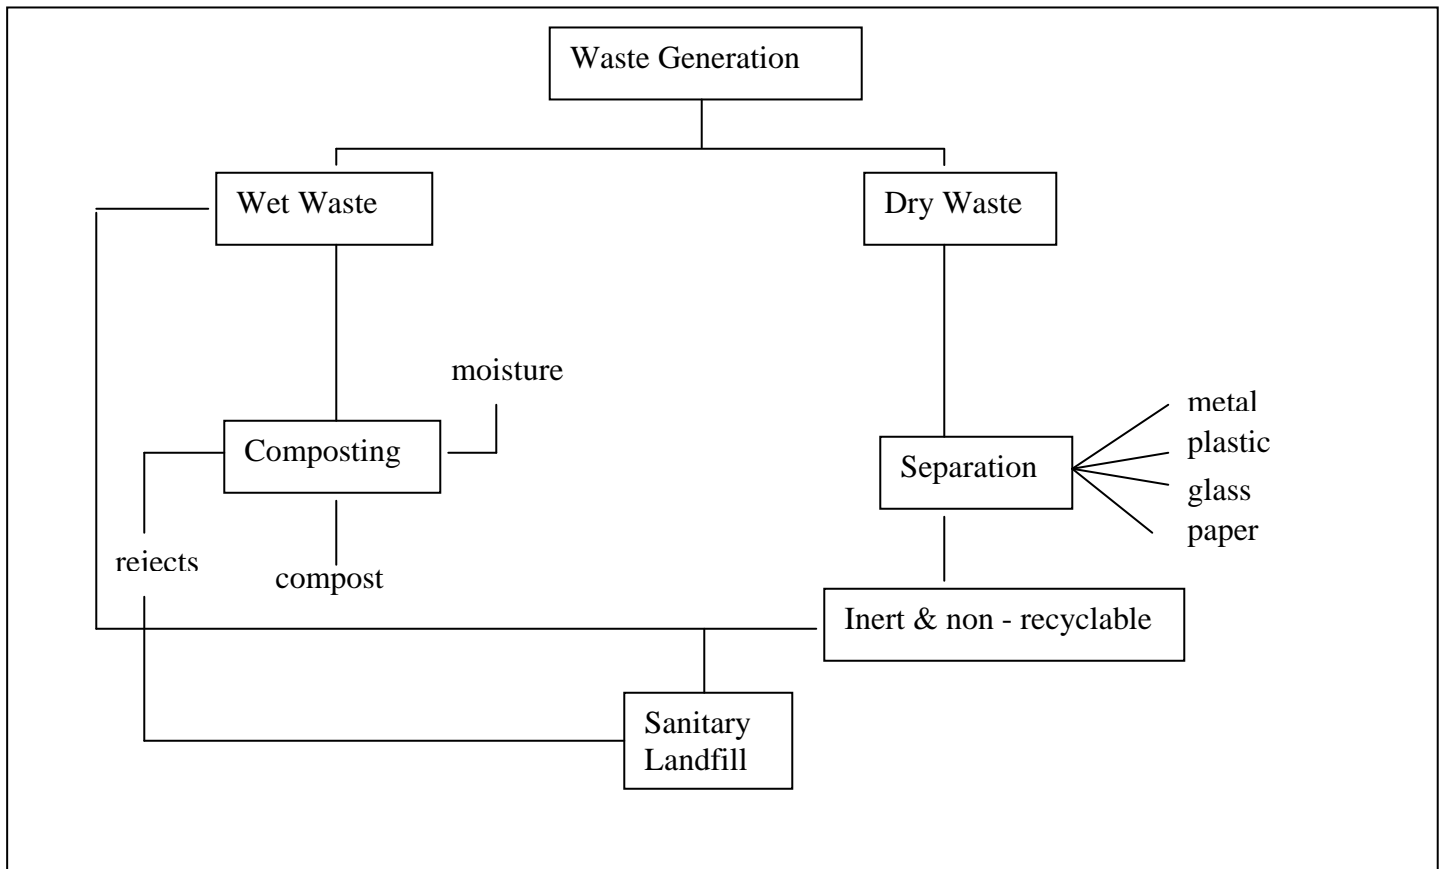 Waste Generation
Wet Waste
Dry Waste
moisture
metal
plastic
glass
paper
Composting
Separation
rejects
compost
Inert & non - recyclable
Sanitary
Landfill